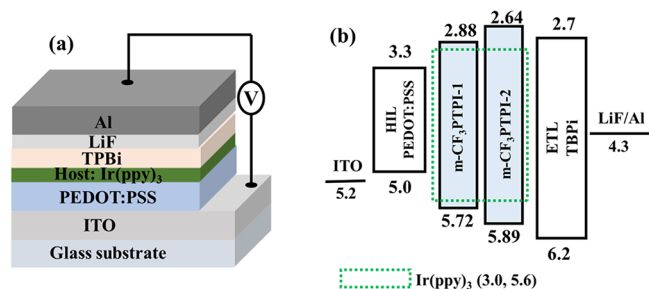 (a)
V
Al
LiF
TPBi
Host: Ir(ppy)3
PEDOT:PSS
ITO
Glass substrate
(b)
ITO
5.2
3.3
HIL
PEDOT:PSS
5.0
2.88
m-CF3PTPI-1
5.72
2.64
m-CF3PTPI-2
5.89
2.7
ETL
TBPi
6.2
LiF/Al
4.3
Ir(ppy)3 (3.0, 5.6)